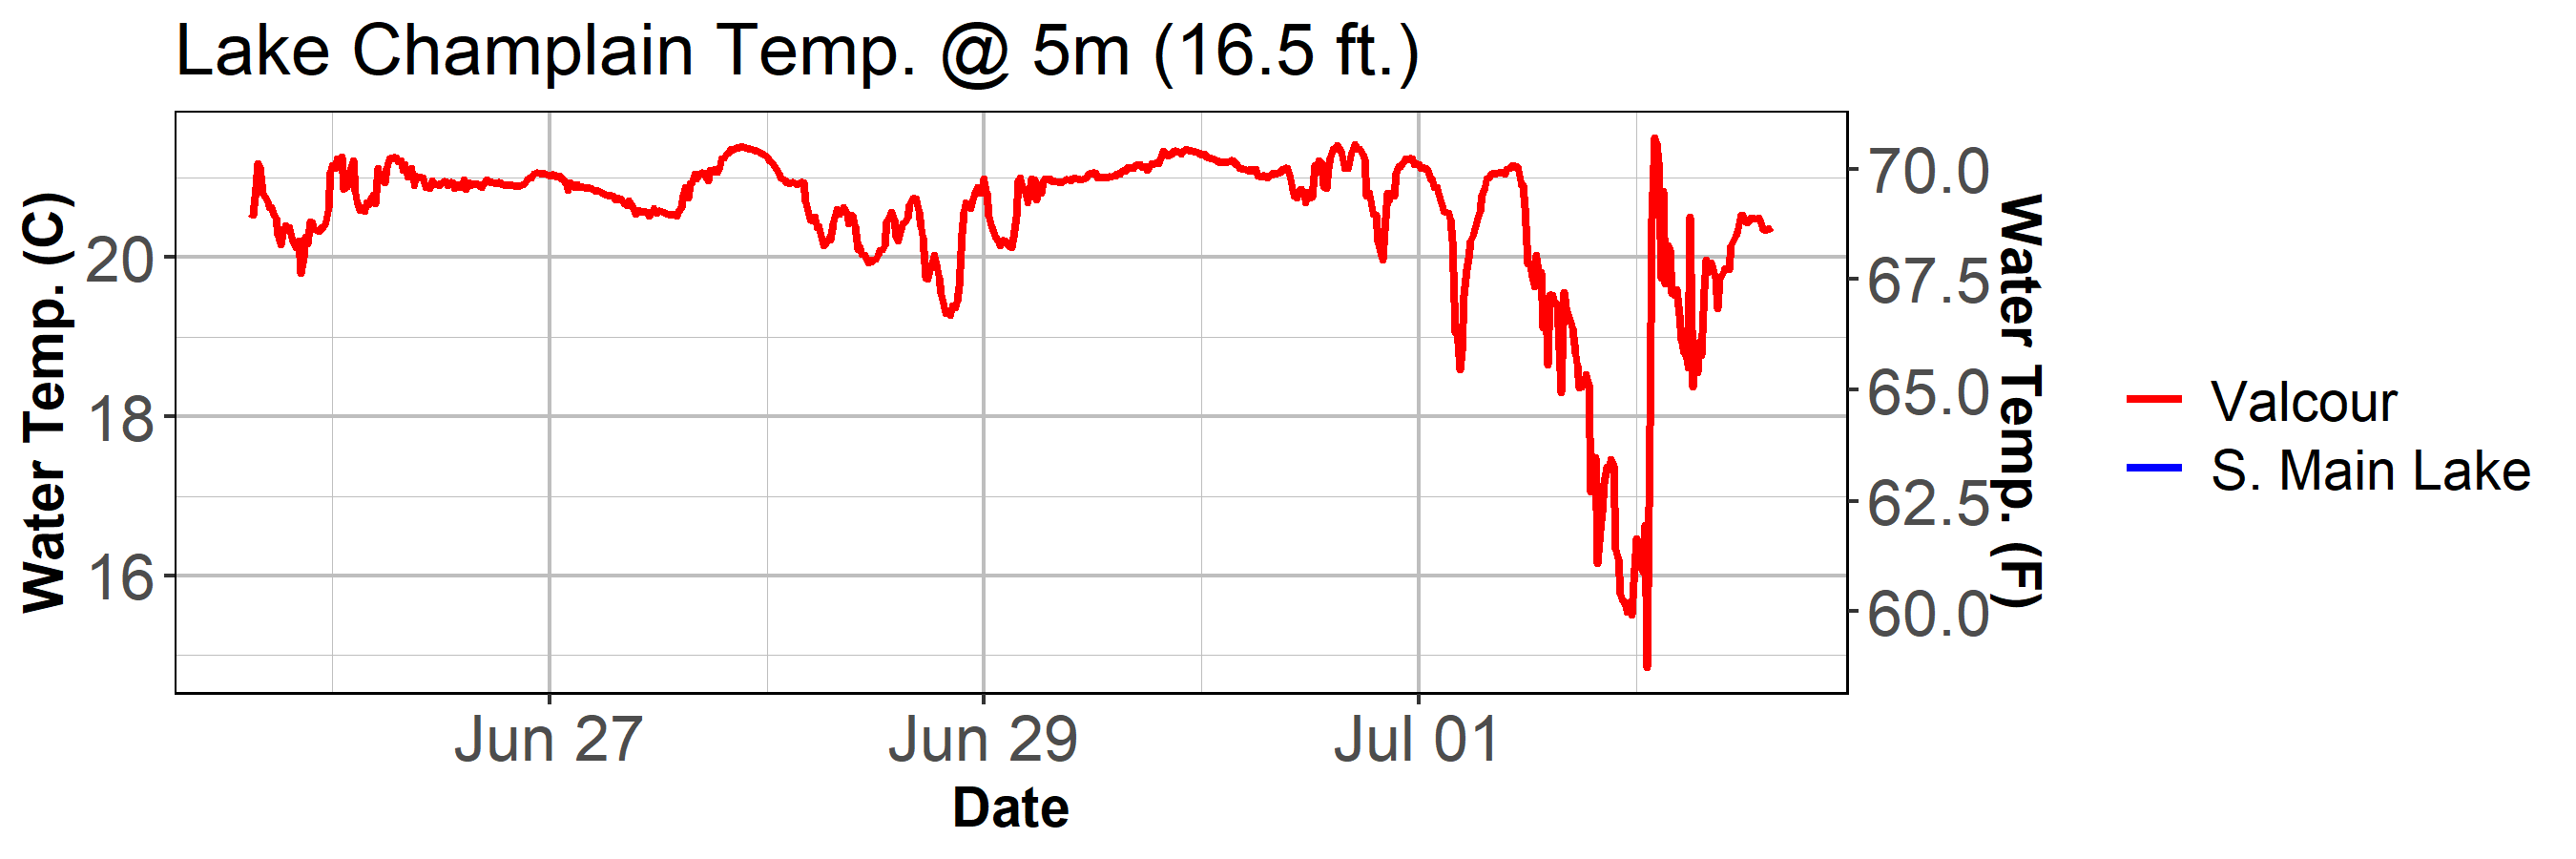 Lake Champlain Temp. @ 5m (16.5 ft.)
Water Temp. (C)
20
18
16
70.0
67.5
65.0
62.5
60.0
Water Temp. (F)
Jun 27
Jun 29
Jul 01
Date
Valcour
S. Main Lake